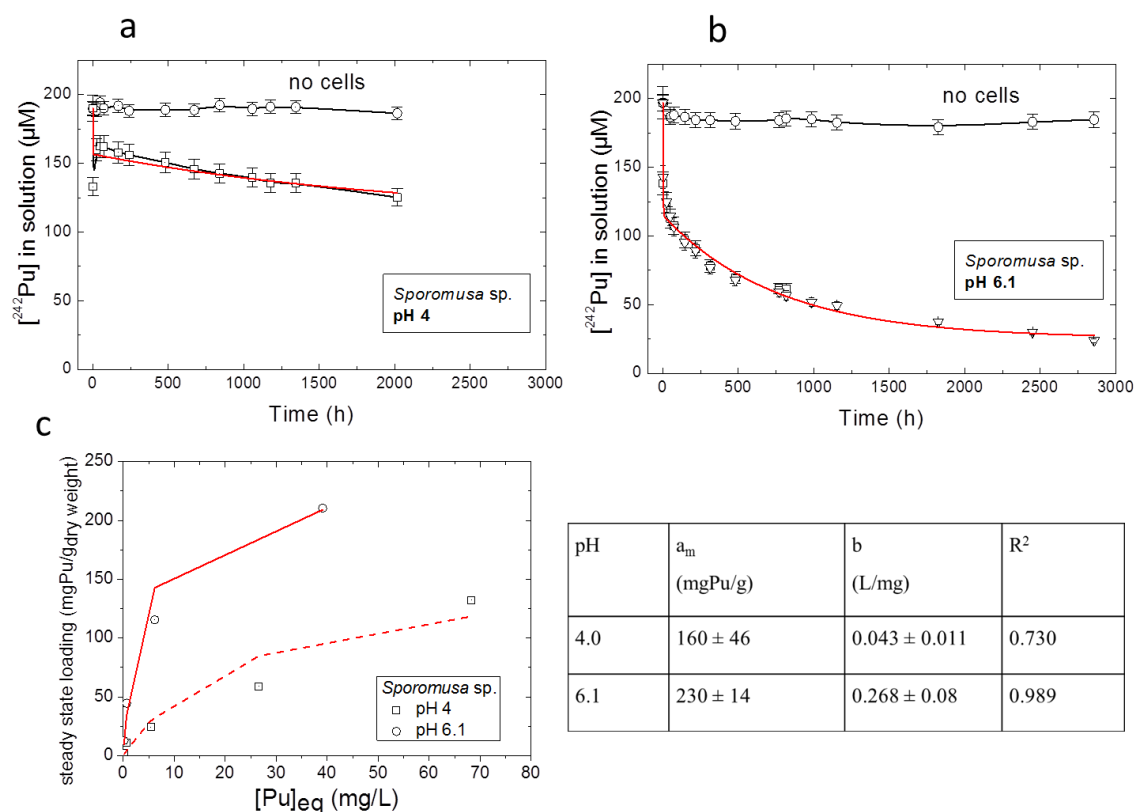 a
no cells
200
150
100
50
0
[²⁴²Pu] in solution (µM)
Sporomusa sp.
pH 4
0 500 1000 1500 2000 2500 3000
Time (h)
b
no cells
200
150
100
50
0
[²⁴²Pu] in solution (µM)
Sporomusa sp.
pH 6.1
0 500 1000 1500 2000 2500 3000
Time (h)
c
250
200
150
100
50
0
steady state loading (mgPu/gdry weight)
Sporomusa sp.
pH 4
pH 6.1
0 10 20 30 40 50 60 70 80
[Pu]eq (mg/L)
pH am b R²
(mgPu/g) (L/mg)
4.0 160 ± 46 0.043 ± 0.011 0.730
6.1 230 ± 14 0.268 ± 0.08 0.989